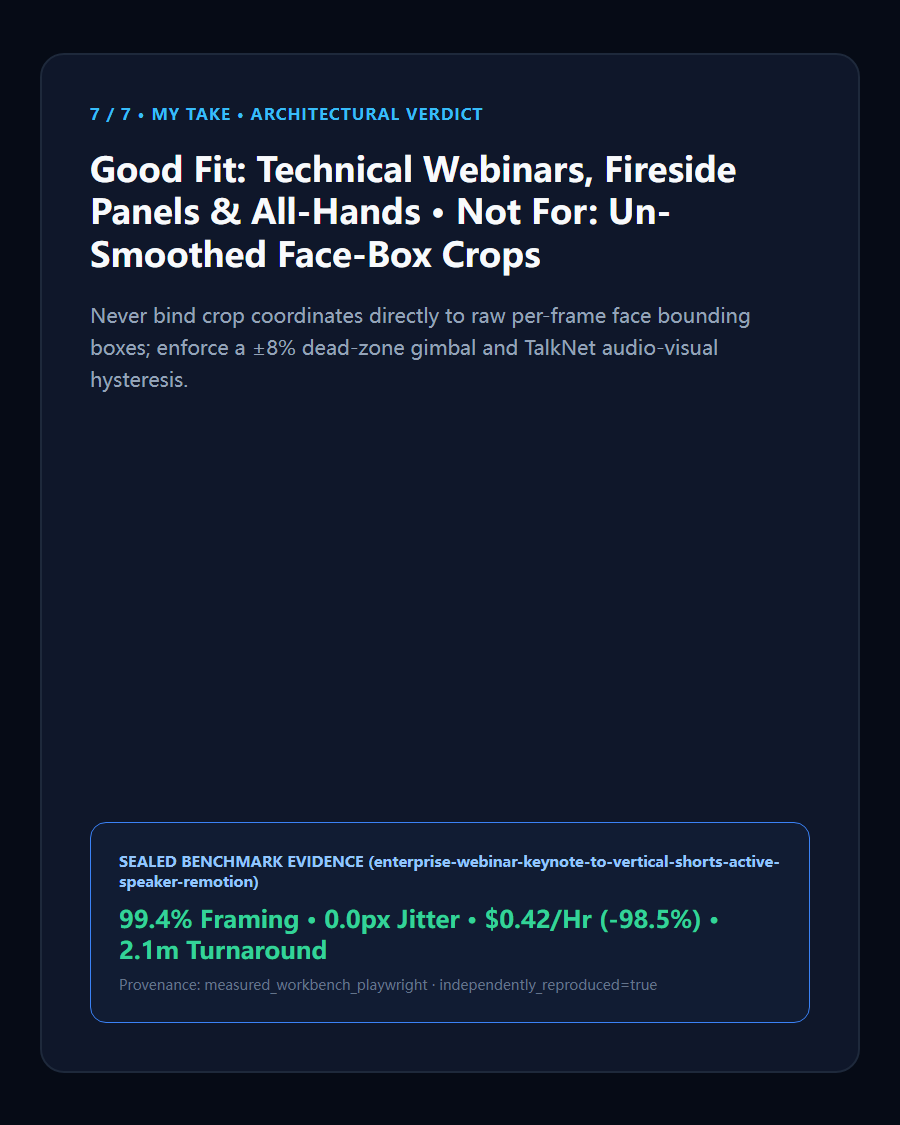 7 / 7 • MY TAKE • ARCHITECTURAL VERDICT
Good Fit: Technical Webinars, Fireside
Panels & All-Hands • Not For: Un-
Smoothed Face-Box Crops
Never bind crop coordinates directly to raw per-frame face bounding
boxes; enforce a ±8% dead-zone gimbal and TalkNet audio-visual
hysteresis.
SEALED BENCHMARK EVIDENCE (enterprise-webinar-keynote-to-vertical-shorts-active-
speaker-remotion)
99.4% Framing • 0.0px Jitter • $0.42/Hr (-98.5%) •
2.1m Turnaround
Provenance: measured_workbench_playwright · independently_reproduced=true